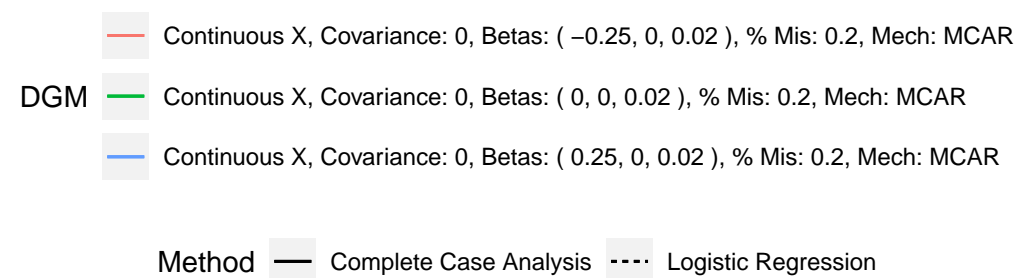 Continuous X, Covariance: 0, Betas: ( −0.25, 0, 0.02 ), % Mis: 0.2, Mech: MCAR
DGM Continuous X, Covariance: 0, Betas: ( 0, 0, 0.02 ), % Mis: 0.2, Mech: MCAR
Continuous X, Covariance: 0, Betas: ( 0.25, 0, 0.02 ), % Mis: 0.2, Mech: MCAR
Method Complete Case Analysis Logistic Regression